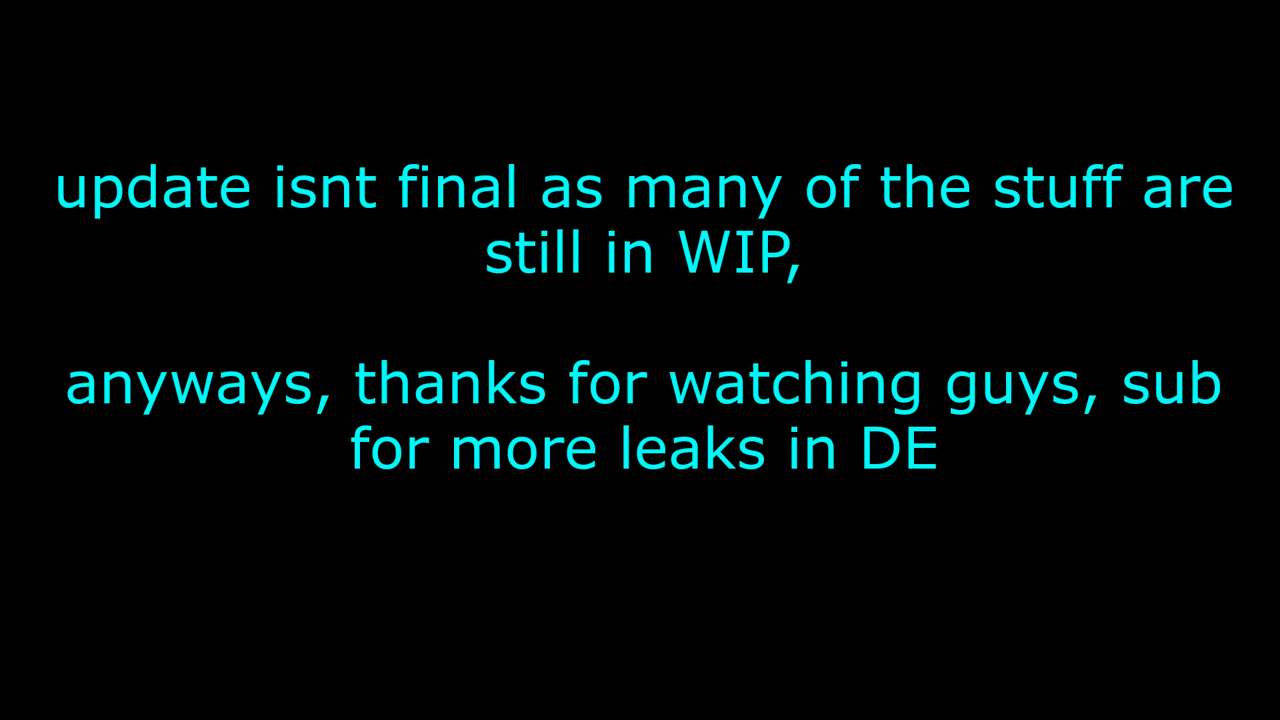 update isnt final as many of the stuff are
still in WIP,
anyways, thanks for watching guys, sub
for more leaks in DE